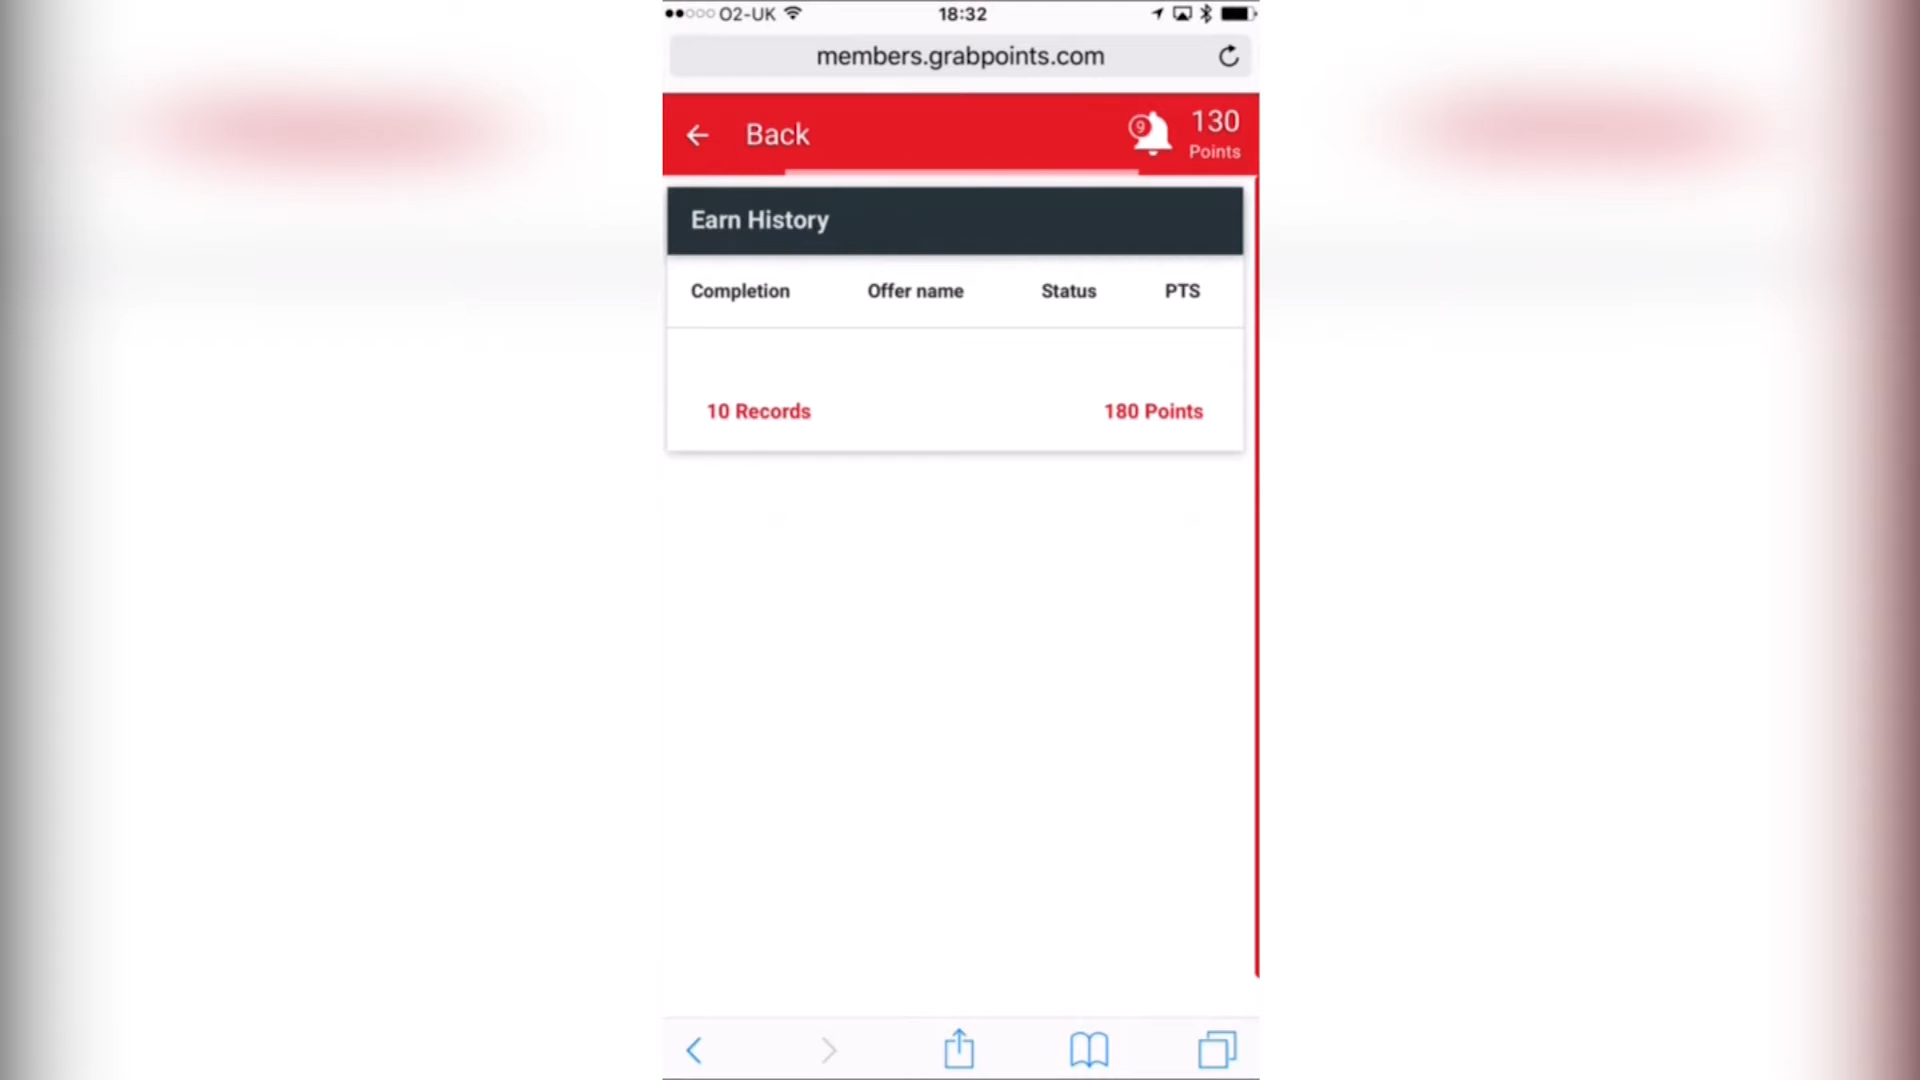 O2-UK 18:32
members.grabpoints.com
Back 9 130
Points
Earn History
Completion Offer name Status PTS
10 Records 180 Points